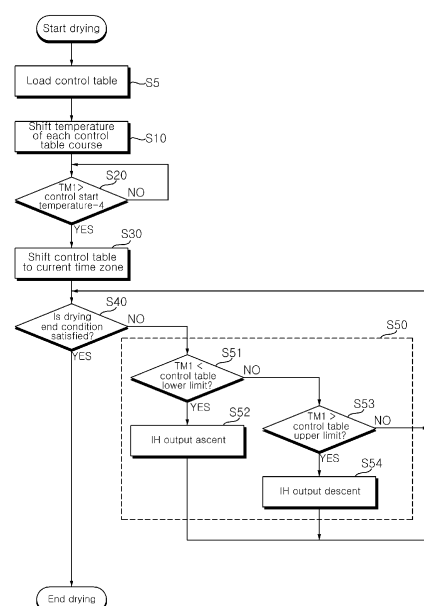 Start drying
Load control table
S5
Shift temperature
of each control
table course
S10
S20
TM1 >
control start
temperature-4
NO
YES
S30
Shift control table
to current time zone
S40
Is drying
end condition
satisfied?
NO
YES
S50
S51
TM1 <
control table
lower limit?
NO
YES
S52
IH output ascent
S53
TM1 >
control table
upper limit?
NO
YES
S54
IH output descent
End drying